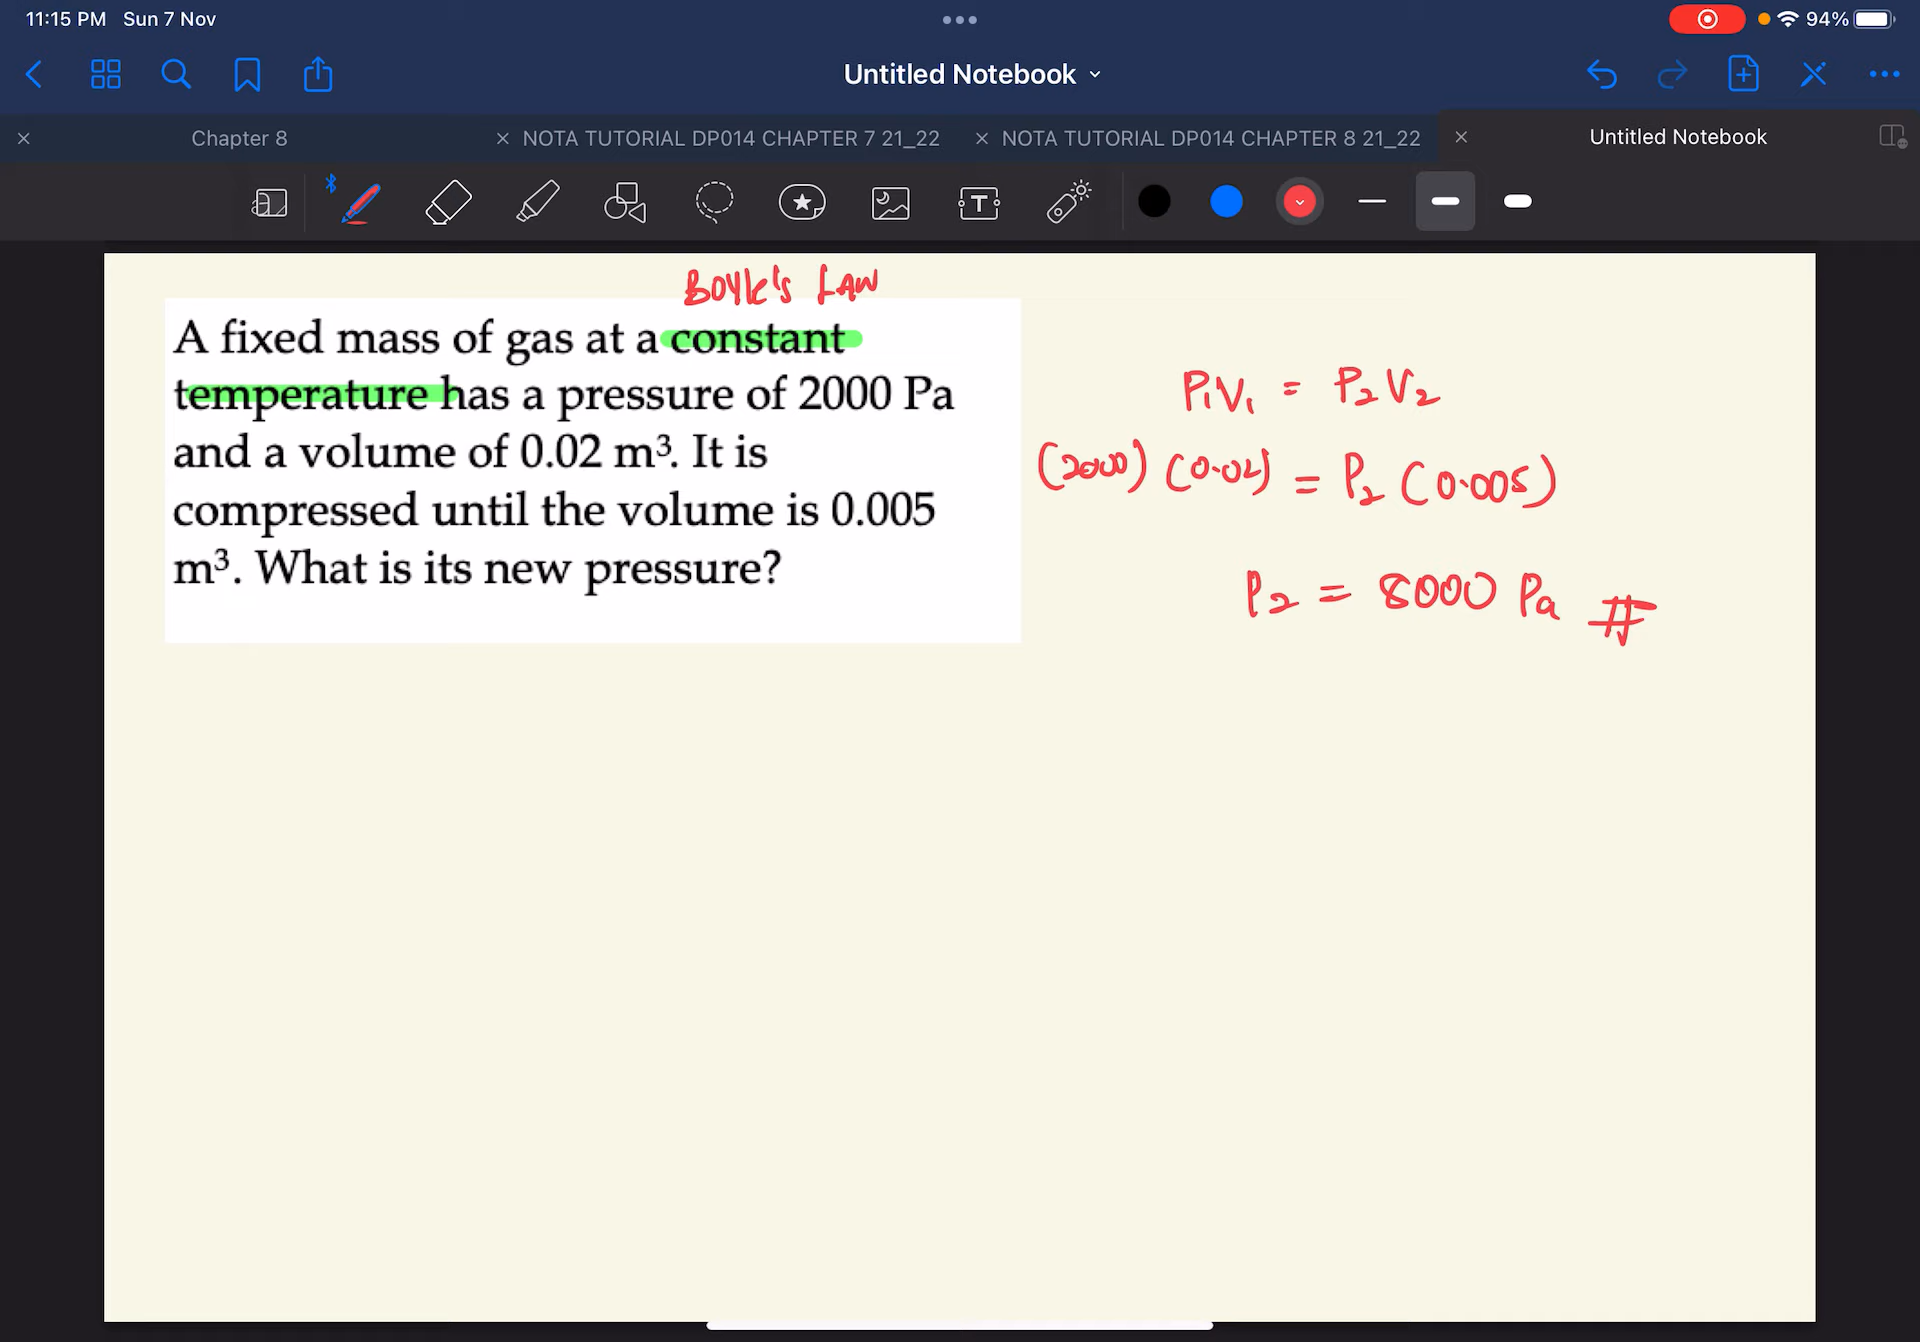 11:15 PM Sun 7 Nov
94%
Untitled Notebook
Chapter 8
NOTA TUTORIAL DP014 CHAPTER 7 21_22
NOTA TUTORIAL DP014 CHAPTER 8 21_22
Untitled Notebook
Boyle's Law
A fixed mass of gas at a constant
temperature has a pressure of 2000 Pa
and a volume of 0.02 m³. It is
compressed until the volume is 0.005
m³. What is its new pressure?
P₁V₁ = P₂V₂
(2000) (0.02) = P₂ (0.005)
P₂ = 8000 Pa #